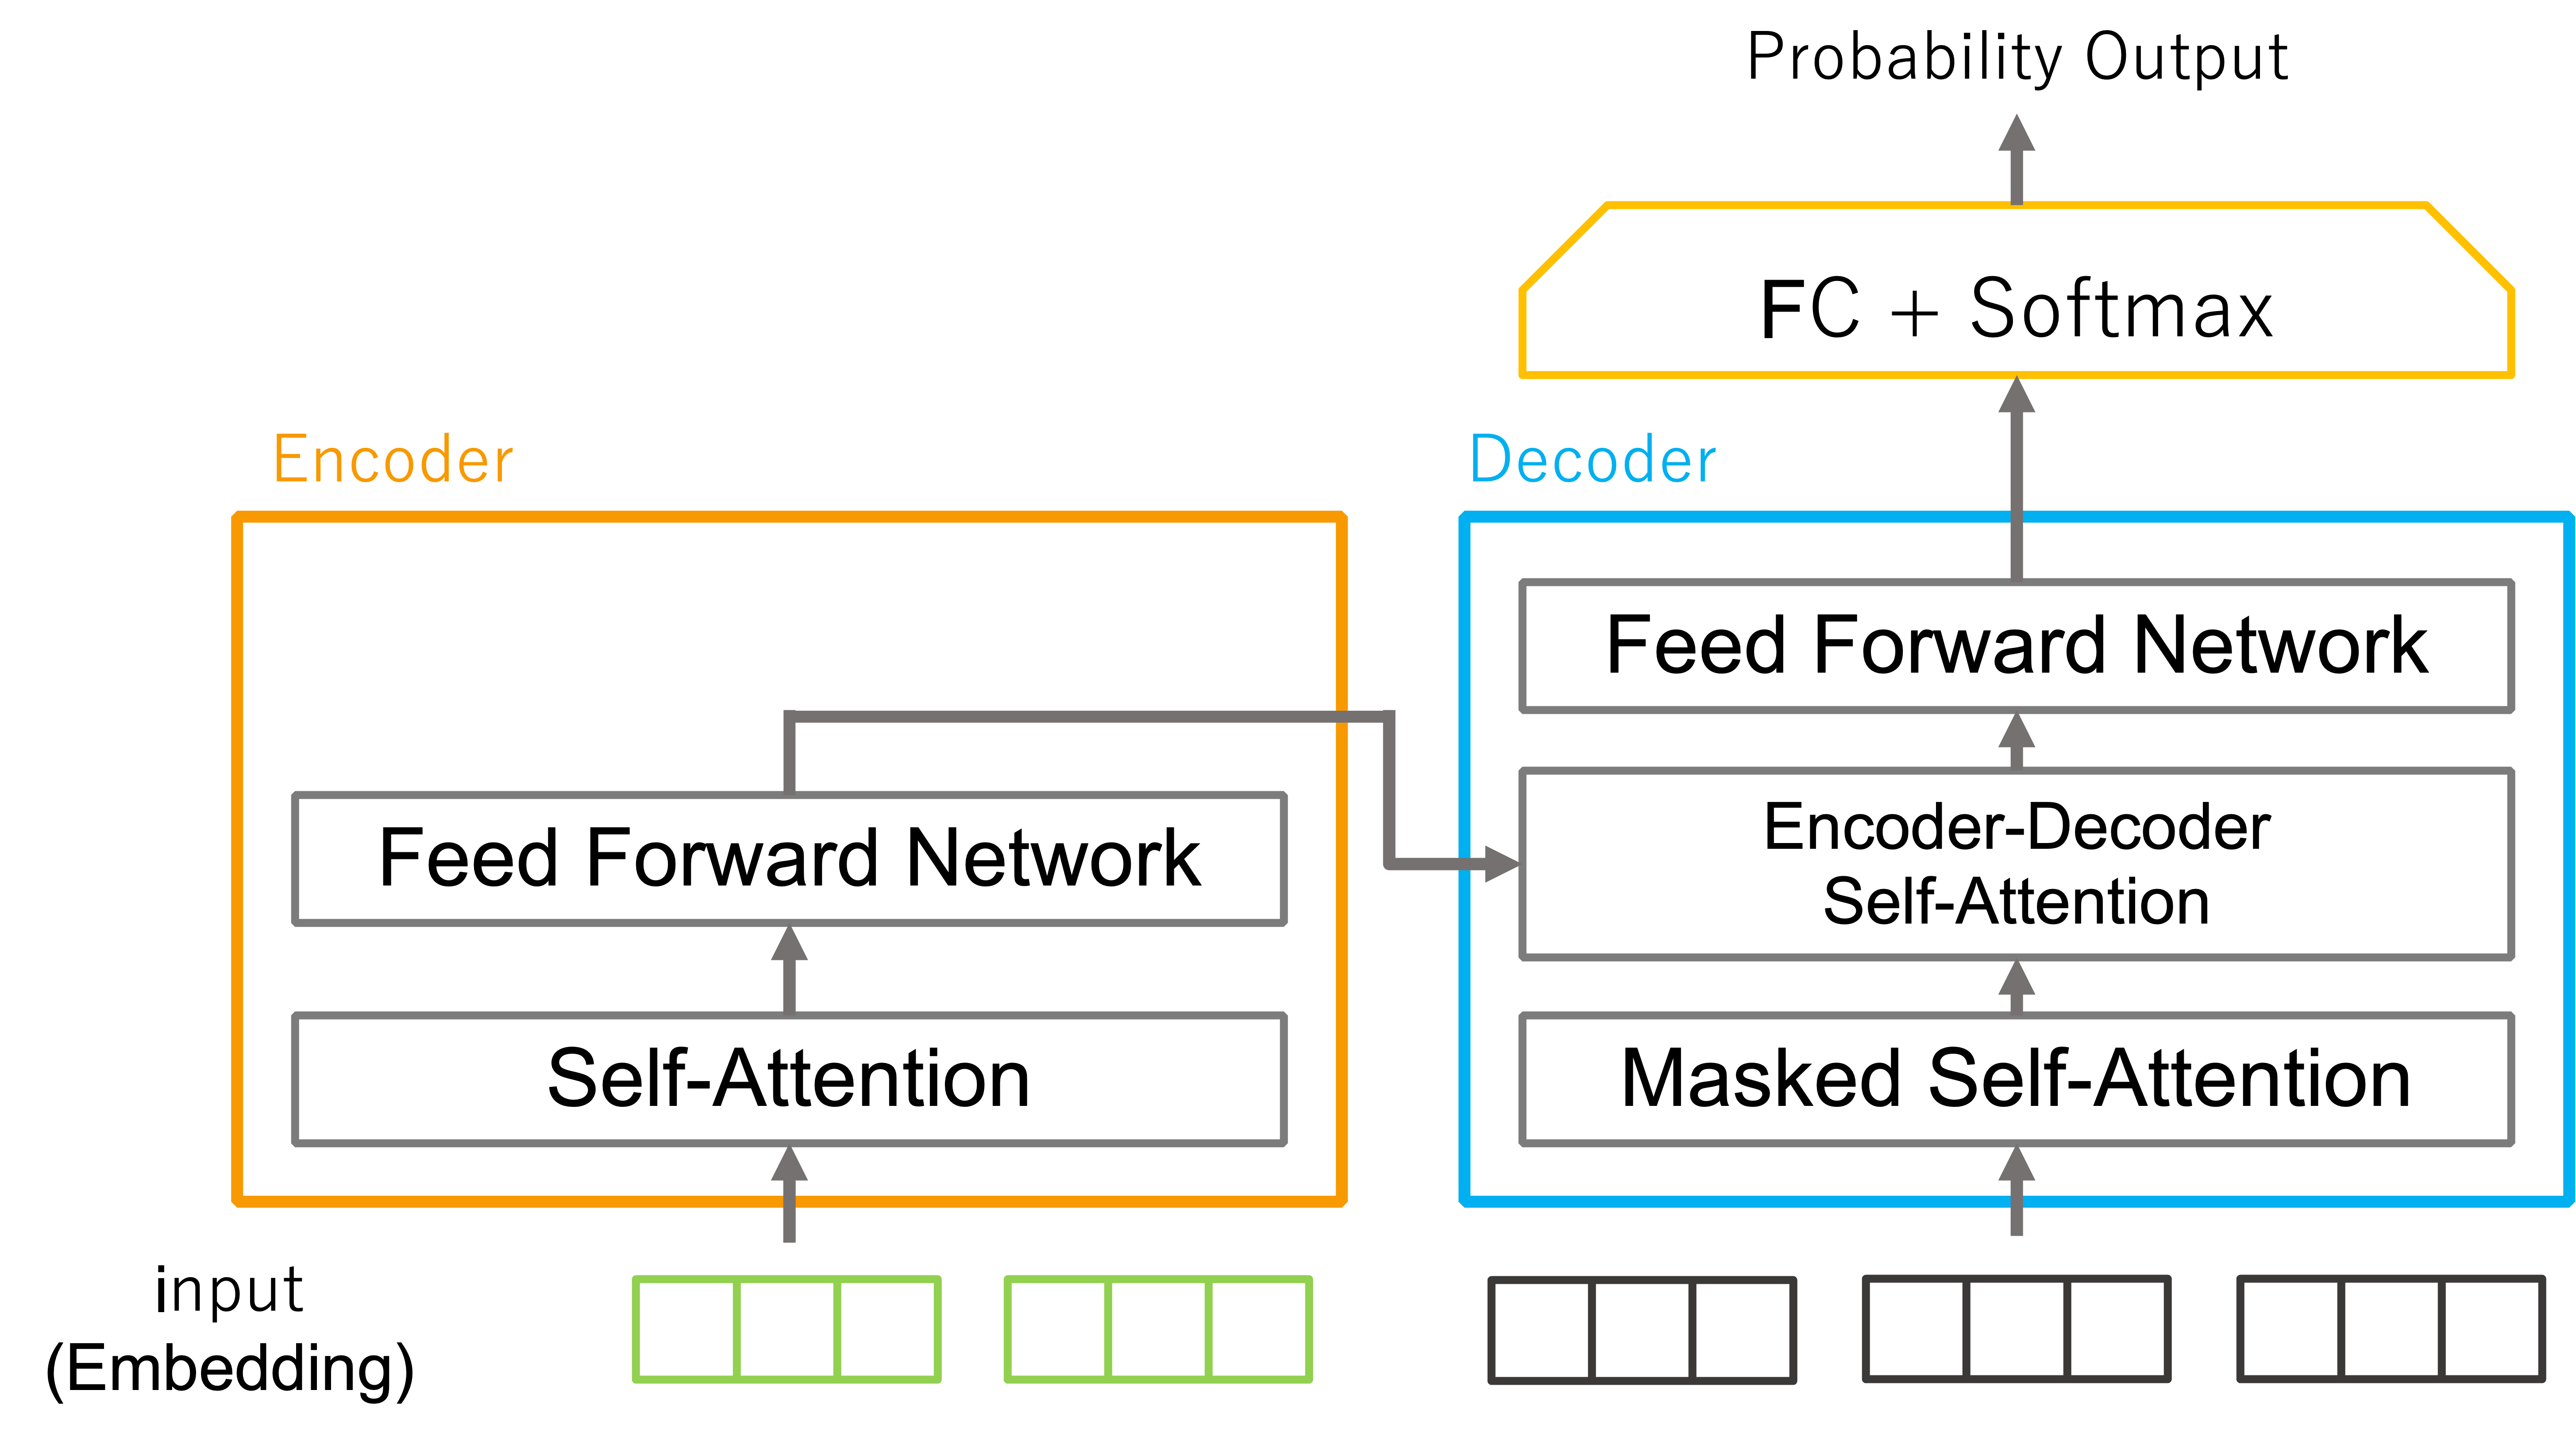 Probability Output
FC + Softmax
Encoder
Decoder
Feed Forward Network
Feed Forward Network
Encoder-Decoder
Self-Attention
Self-Attention
Masked Self-Attention
input
(Embedding)